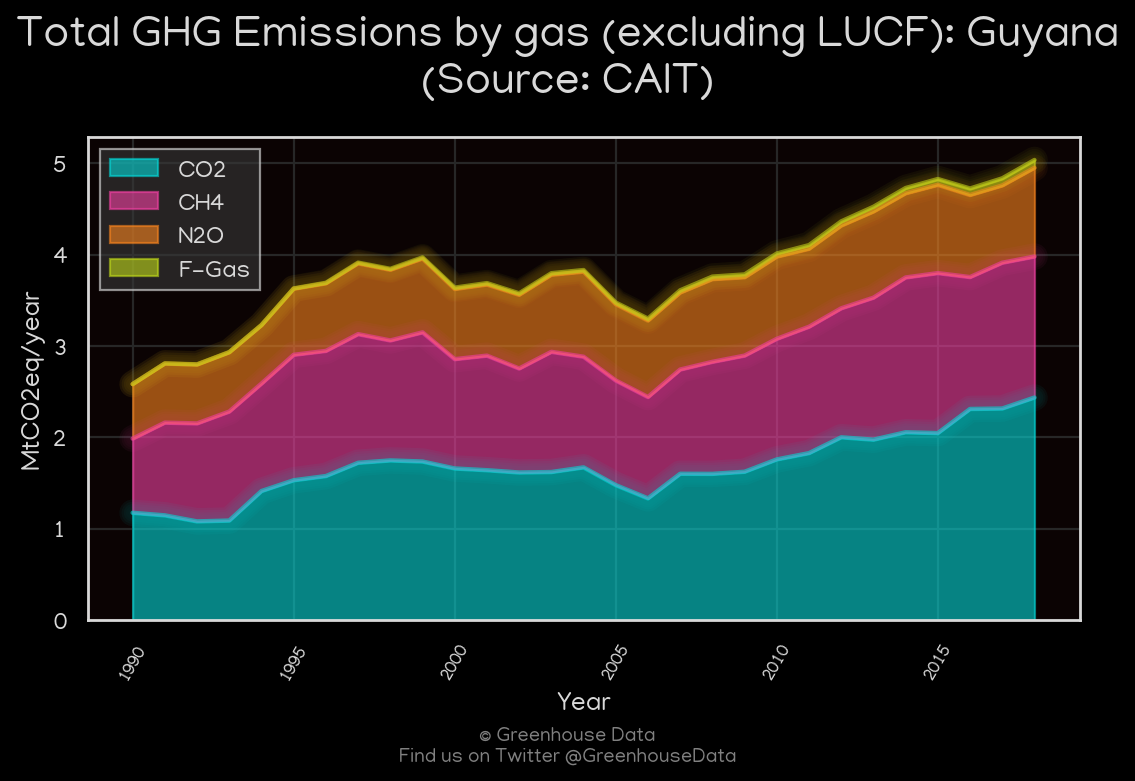 Total GHG Emissions by gas (excluding LUCF): Guyana
(Source: CAIT)
CO2
CH4
N2O
F-Gas
MtCO2eq/year
5
4
3
2
1
0
1990
1995
2000
2005
2010
2015
Year
© Greenhouse Data
Find us on Twitter @GreenhouseData